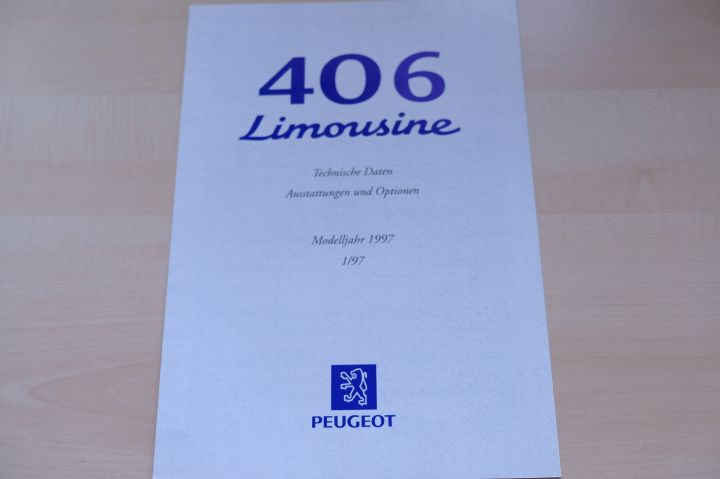 406
Limousine
Technische Daten
Ausstattungen und Optionen
Modelljahr 1997
1/97
PEUGEOT